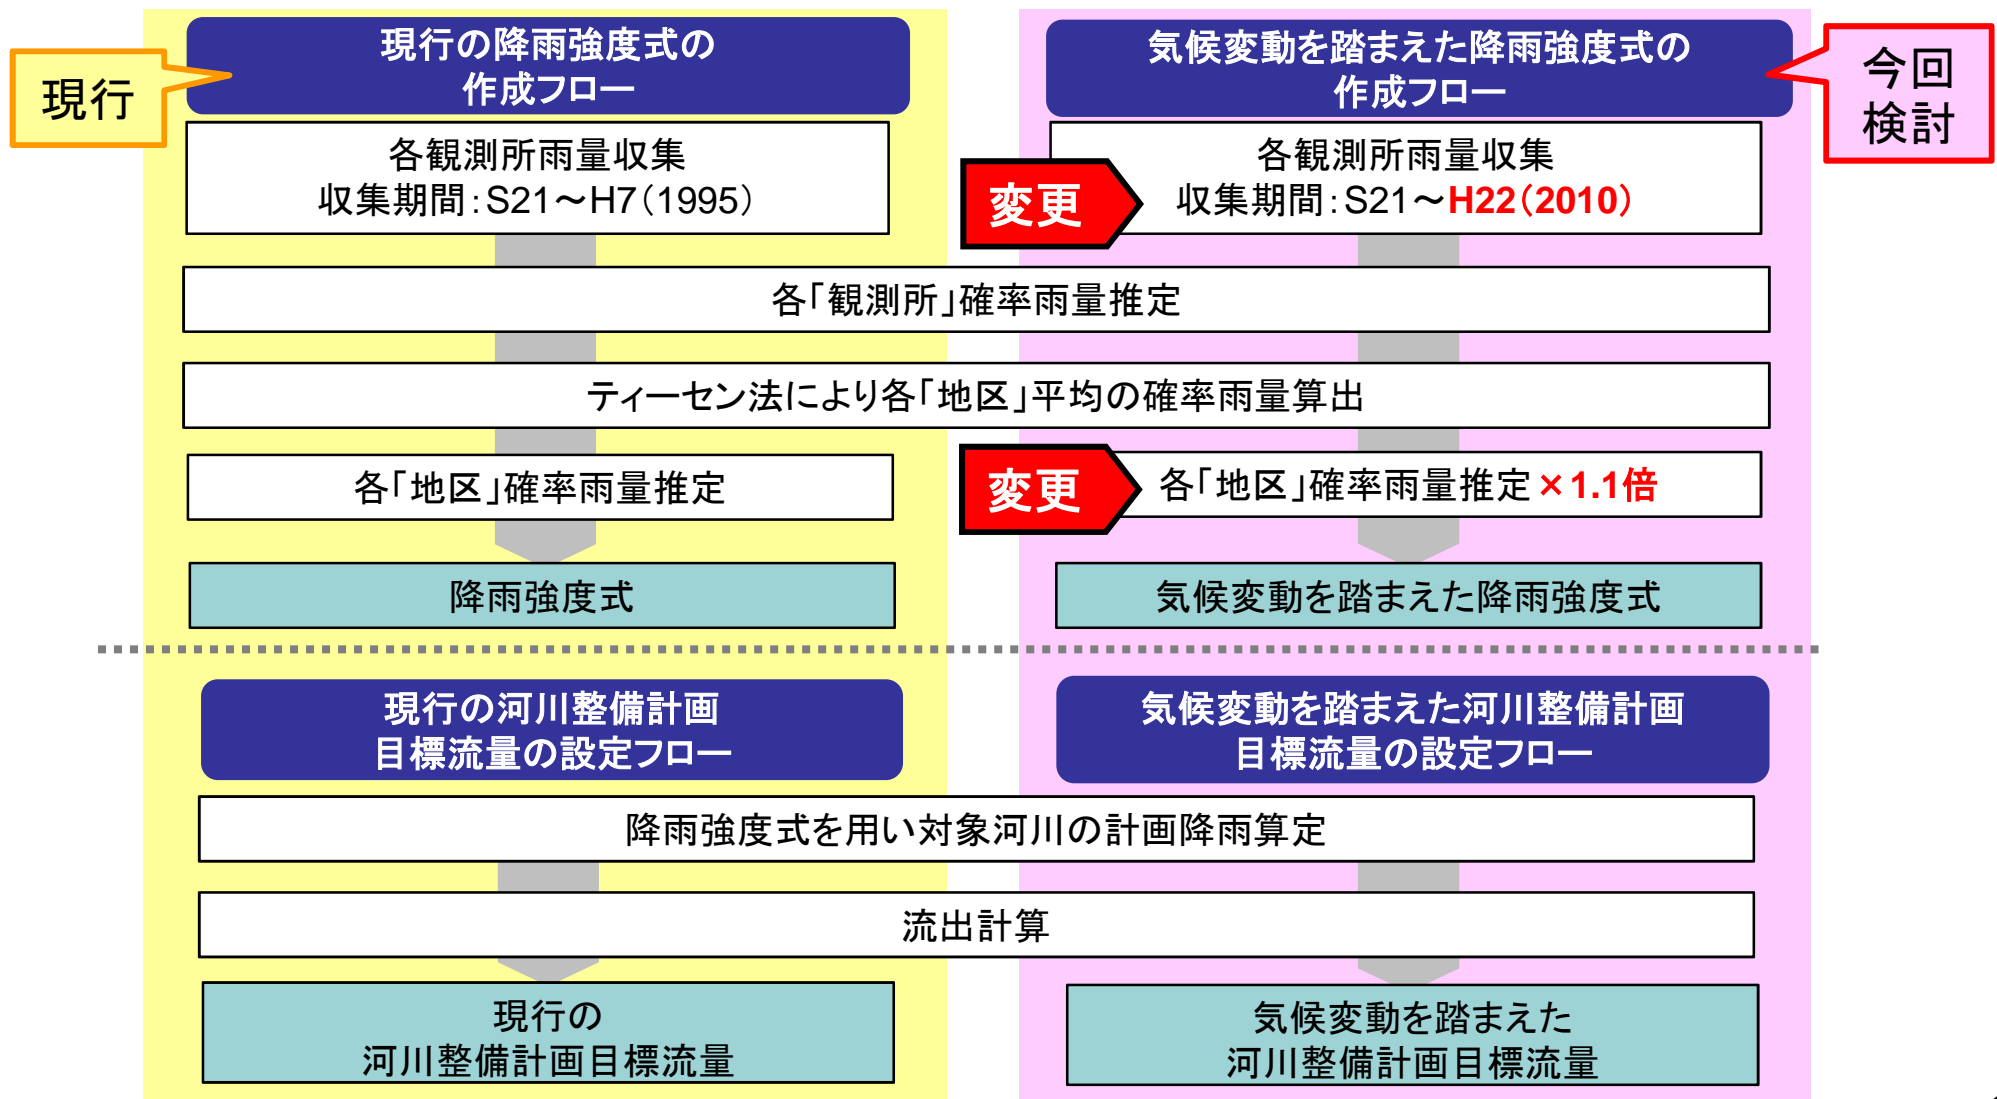 現行
現行の降雨強度式の
作成フロー
各観測所雨量収集
収集期間：S21～H7（1995）
気候変動を踏まえた降雨強度式の
作成フロー
今回
検討
変更
各観測所雨量収集
収集期間：S21～H22（2010）
各「観測所」確率雨量推定
ティーセン法により各「地区」平均の確率雨量算出
各「地区」確率雨量推定
変更
各「地区」確率雨量推定×1.1倍
降雨強度式
気候変動を踏まえた降雨強度式
現行の河川整備計画
目標流量の設定フロー
気候変動を踏まえた河川整備計画
目標流量の設定フロー
降雨強度式を用い対象河川の計画降雨算定
流出計算
現行の
河川整備計画目標流量
気候変動を踏まえた
河川整備計画目標流量